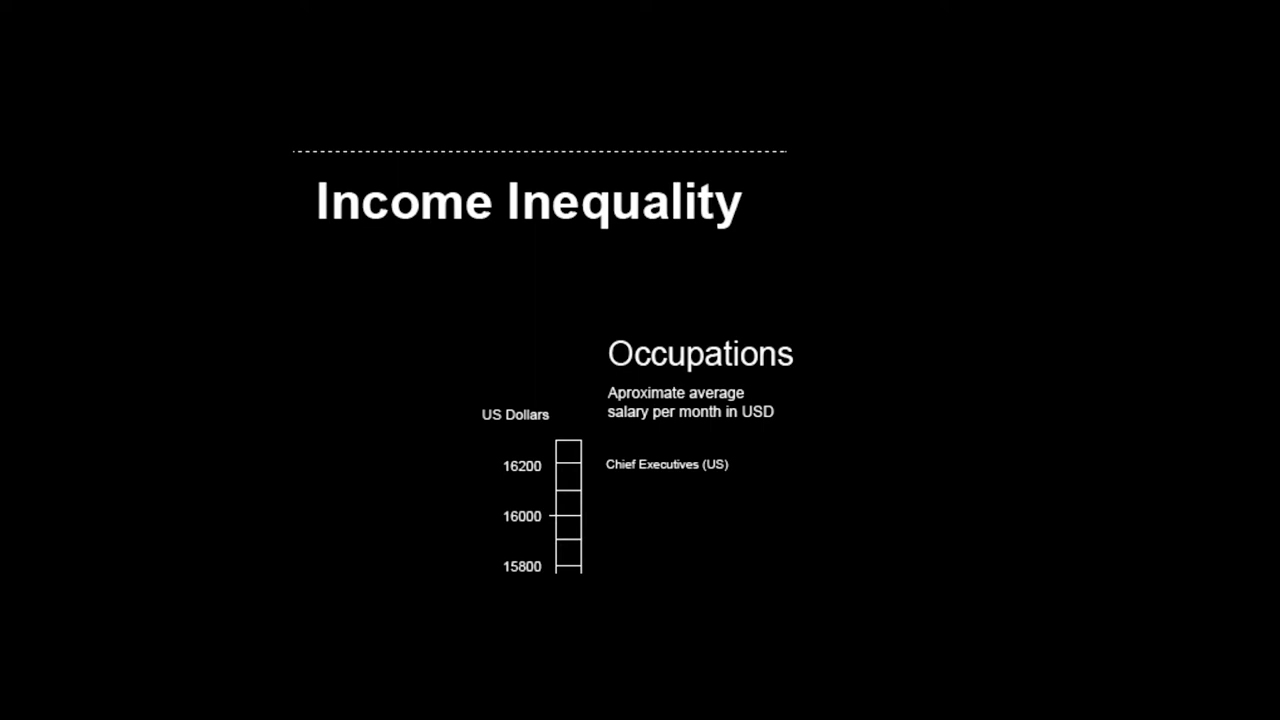 Income Inequality
Occupations
Aproximate average
salary per month in USD
US Dollars
16200
Chief Executives (US)
16000
15800